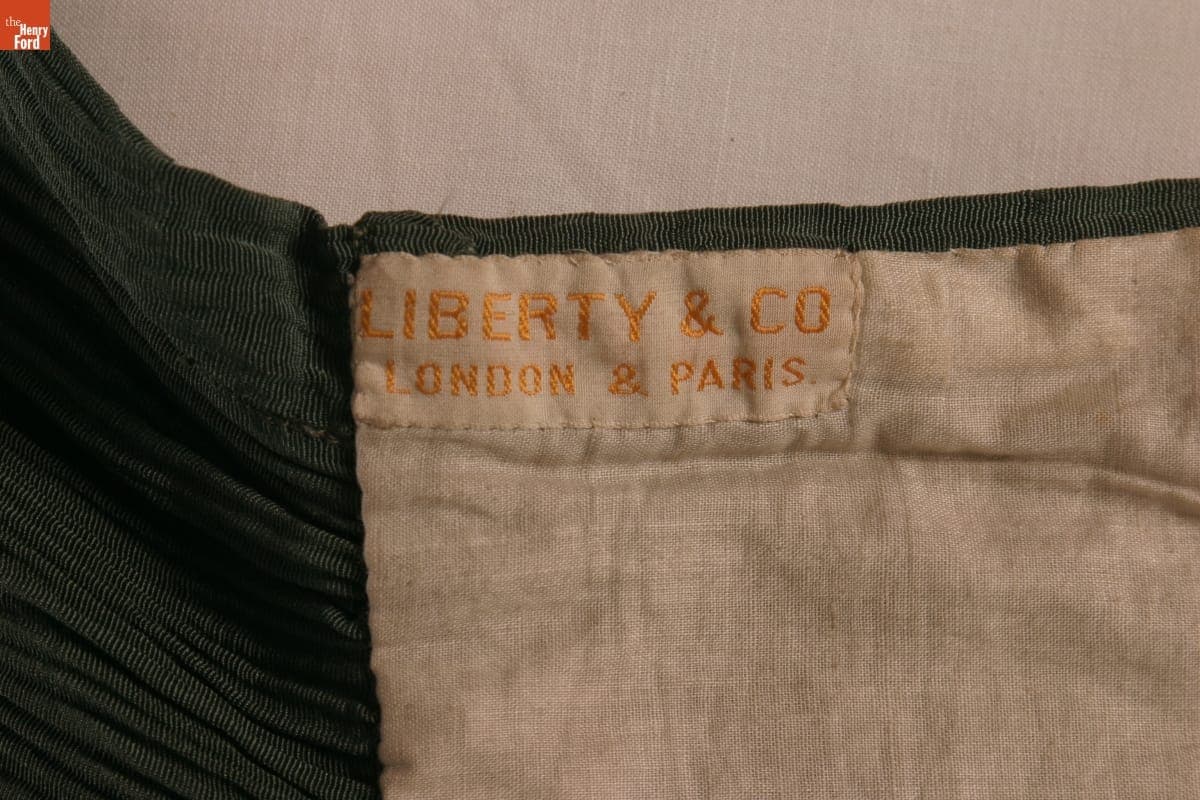 the
Henry
Ford
LIBERTY & CO
LONDON & PARIS.